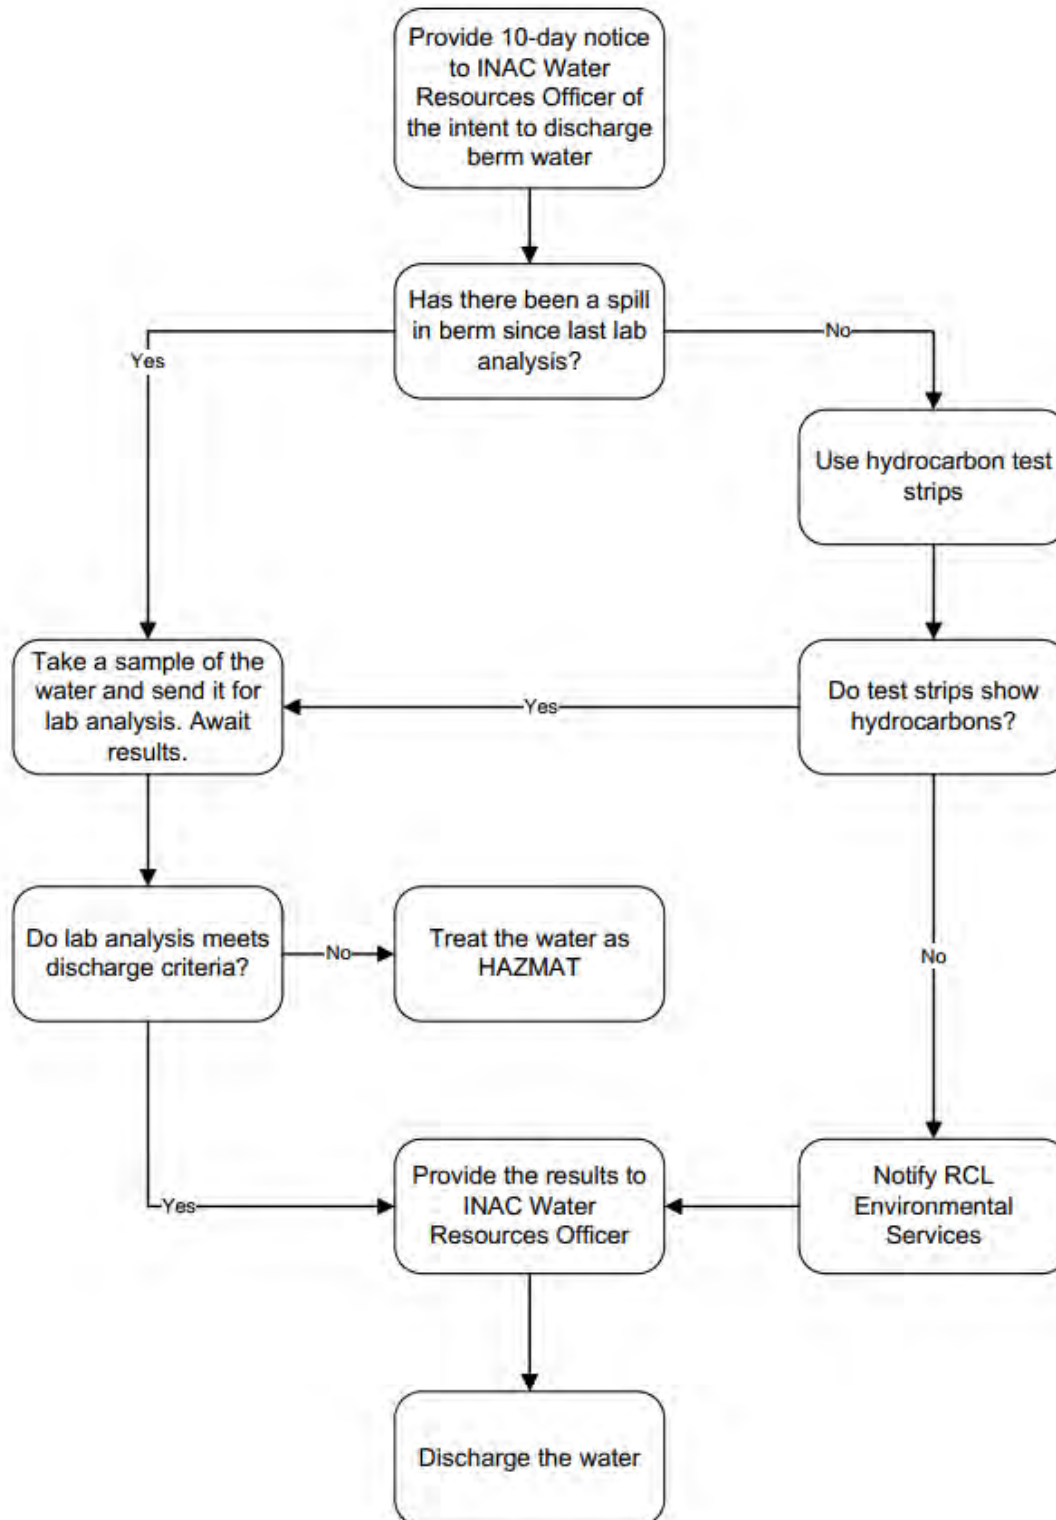 Provide 10-day notice
to INAC Water
Resources Officer of
the intent to discharge
berm water
Has there been a spill
in berm since last lab
analysis?
No
Yes
Use hydrocarbon test
strips
Take a sample of the
water and send it for
lab analysis. Await
results.
Yes
Do test strips show
hydrocarbons?
Do lab analysis meets
discharge criteria?
No
Treat the water as
HAZMAT
No
Yes
Provide the results to
INAC Water
Resources Officer
Notify RCL
Environmental
Services
Discharge the water